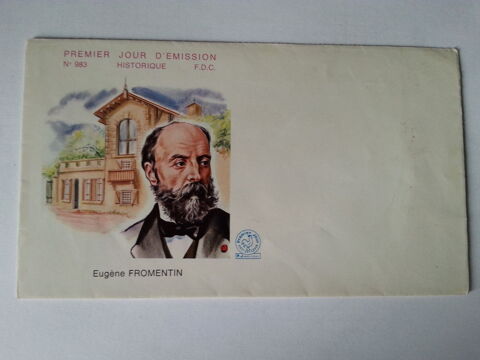 PREMIER JOUR D'EMISSION
N° 983 HISTORIQUE F.D.C.
Eugène FROMENTIN